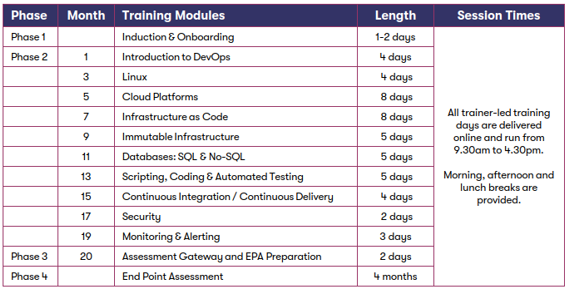 Phase Month Training Modules Length Session Times
Phase 1 Induction & Onboarding 1-2 days
Phase 2 1 Introduction to DevOps 4 days
3 Linux 4 days
5 Cloud Platforms 8 days
7 Infrastructure as Code 8 days
9 Immutable Infrastructure 5 days
11 Databases: SQL & No-SQL 5 days
13 Scripting, Coding & Automated Testing 5 days
15 Continuous Integration / Continuous Delivery 4 days
17 Security 2 days
19 Monitoring & Alerting 3 days
Phase 3 20 Assessment Gateway and EPA Preparation 2 days
Phase 4 End Point Assessment 4 months
All trainer-led training
days are delivered
online and run from
9.30am to 4.30pm.
Morning, afternoon and
lunch breaks are
provided.